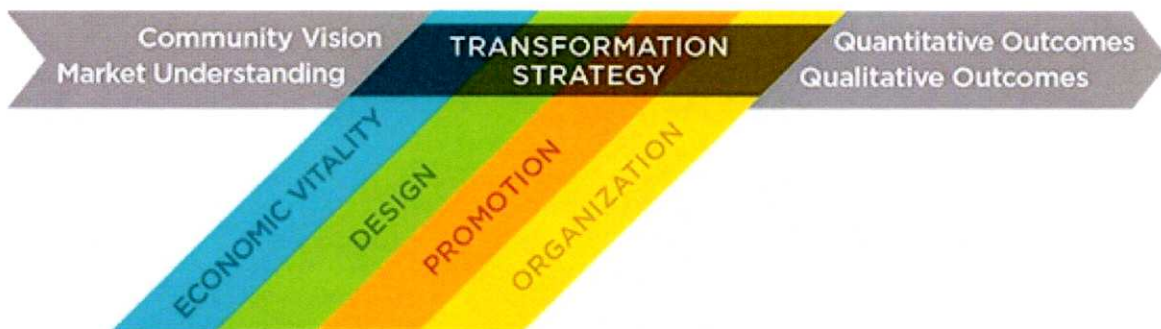 Community Vision
Market Understanding
TRANSFORMATION
STRATEGY
Quantitative Outcomes
Qualitative Outcomes
ECONOMIC VITALITY
DESIGN
PROMOTION
ORGANIZATION